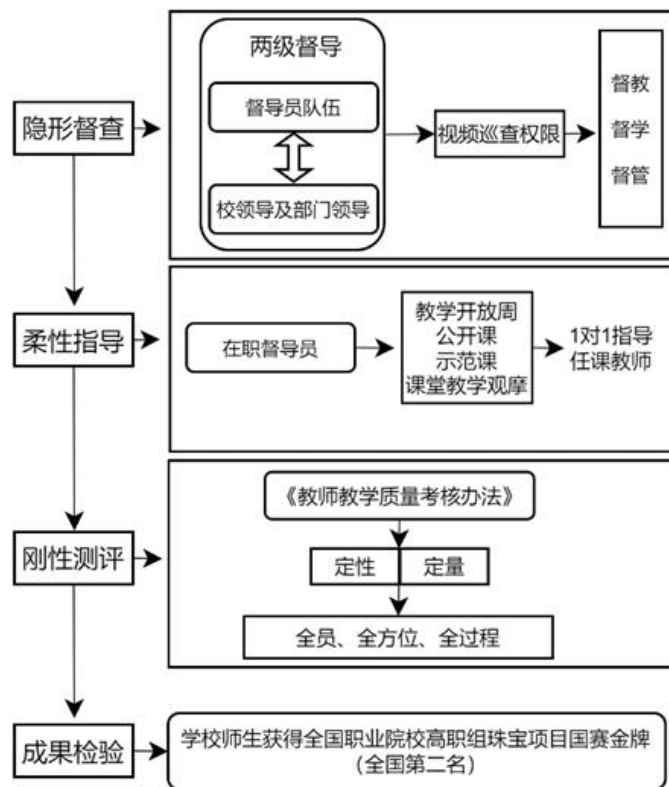 两级督导
督导员队伍
校领导及部门领导
隐形督查
视频巡查权限
督教
督学
督管
柔性指导
在职督导员
教学开放周
公开课
示范课
课堂教学观摩
1对1指导
任课教师
刚性测评
《教师教学质量考核办法》
定性
定量
全员、全方位、全过程
成果检验
学校师生获得全国职业院校高职组珠宝项目国赛金牌
（全国第二名）